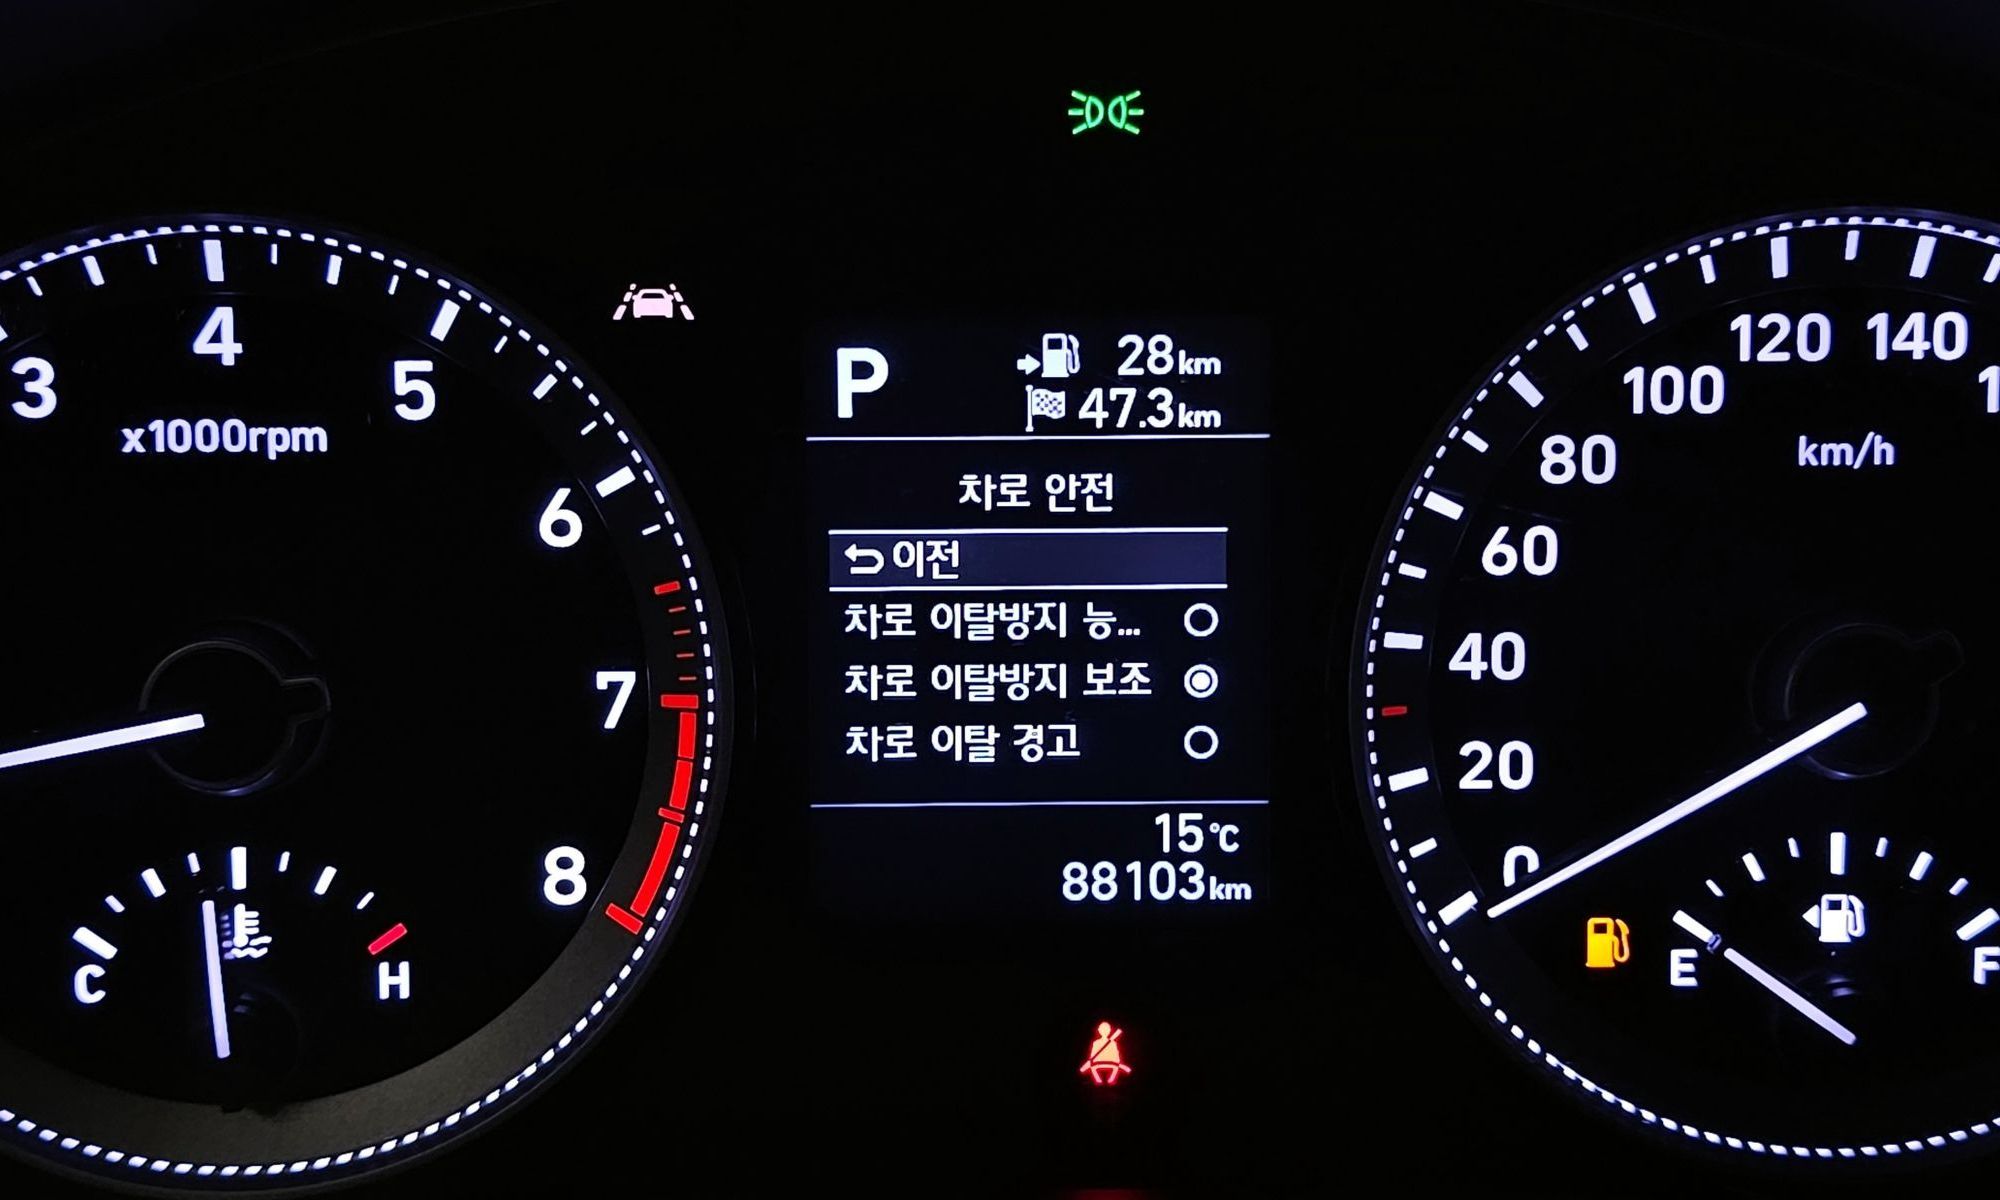 3
4
5
x1000rpm
6
7
8
C
H
P
28km
47.3km
차로 안전
이전
차로 이탈방지 능...
차로 이탈방지 보조
차로 이탈 경고
15℃
88103km
0
20
40
60
80
100
120
140
km/h
E
F